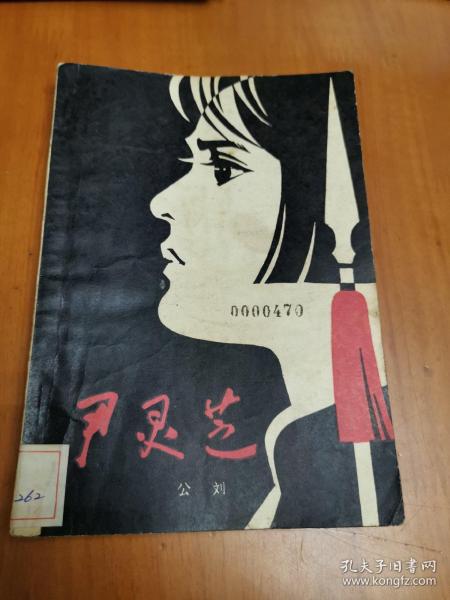 0000470
尹灵芝
公刘
262
孔夫子旧书网
www.kongfz.com